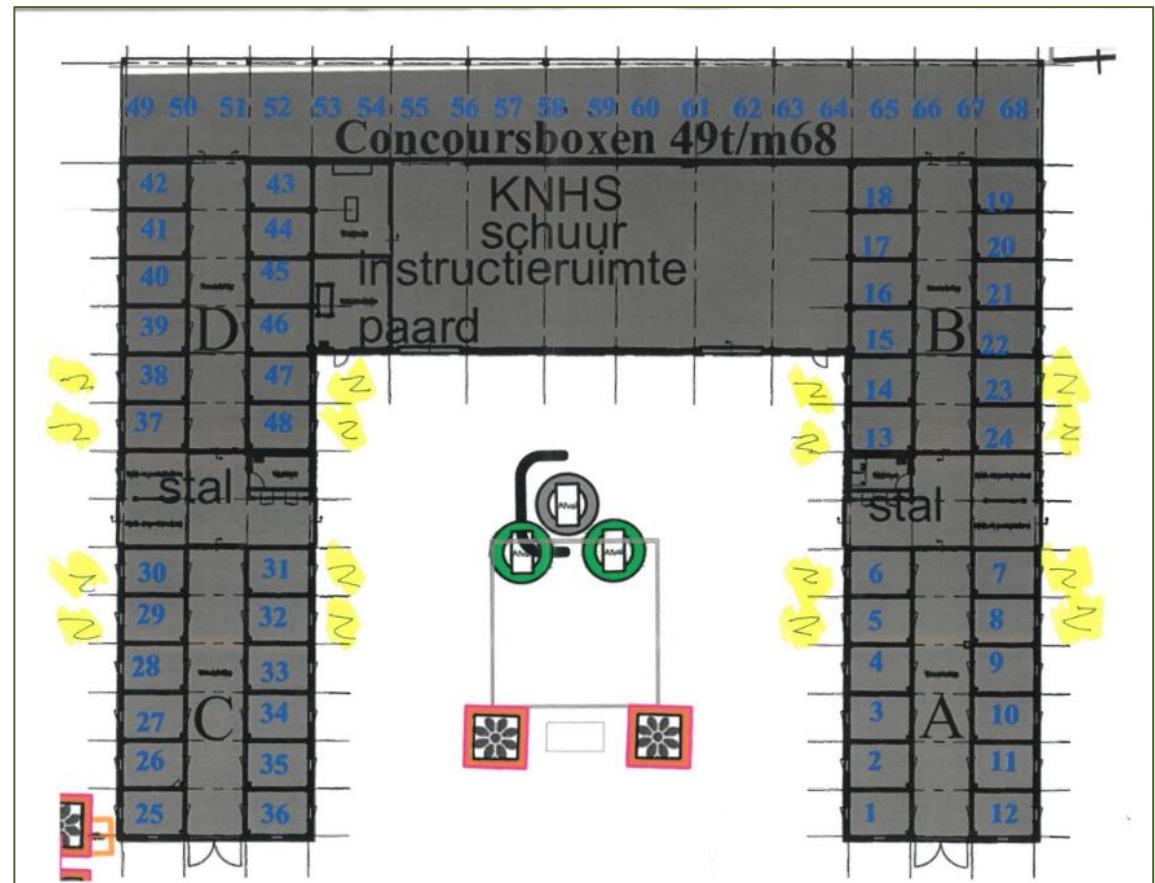 49 50 51 52 53 54 55 56 57 58 59 60 61 62 63 64 65 66 67 68
Concoursboxen 49t/m68
42 43 KNHS 18 19
41 44 schuur 17 20
40 45 instructieruimte 16 21
39 D 46 paard 15 B 22
N 38 47 N N 14 23 N
N 37 48 N N 13 24 N
stal stal
Afval
Afval Afval
N 30 31 N N 6 7 N
N 29 32 N N 5 8 N
28 33 4 9
27 C 34 3 A 10
26 35 2 11
25 36 1 12